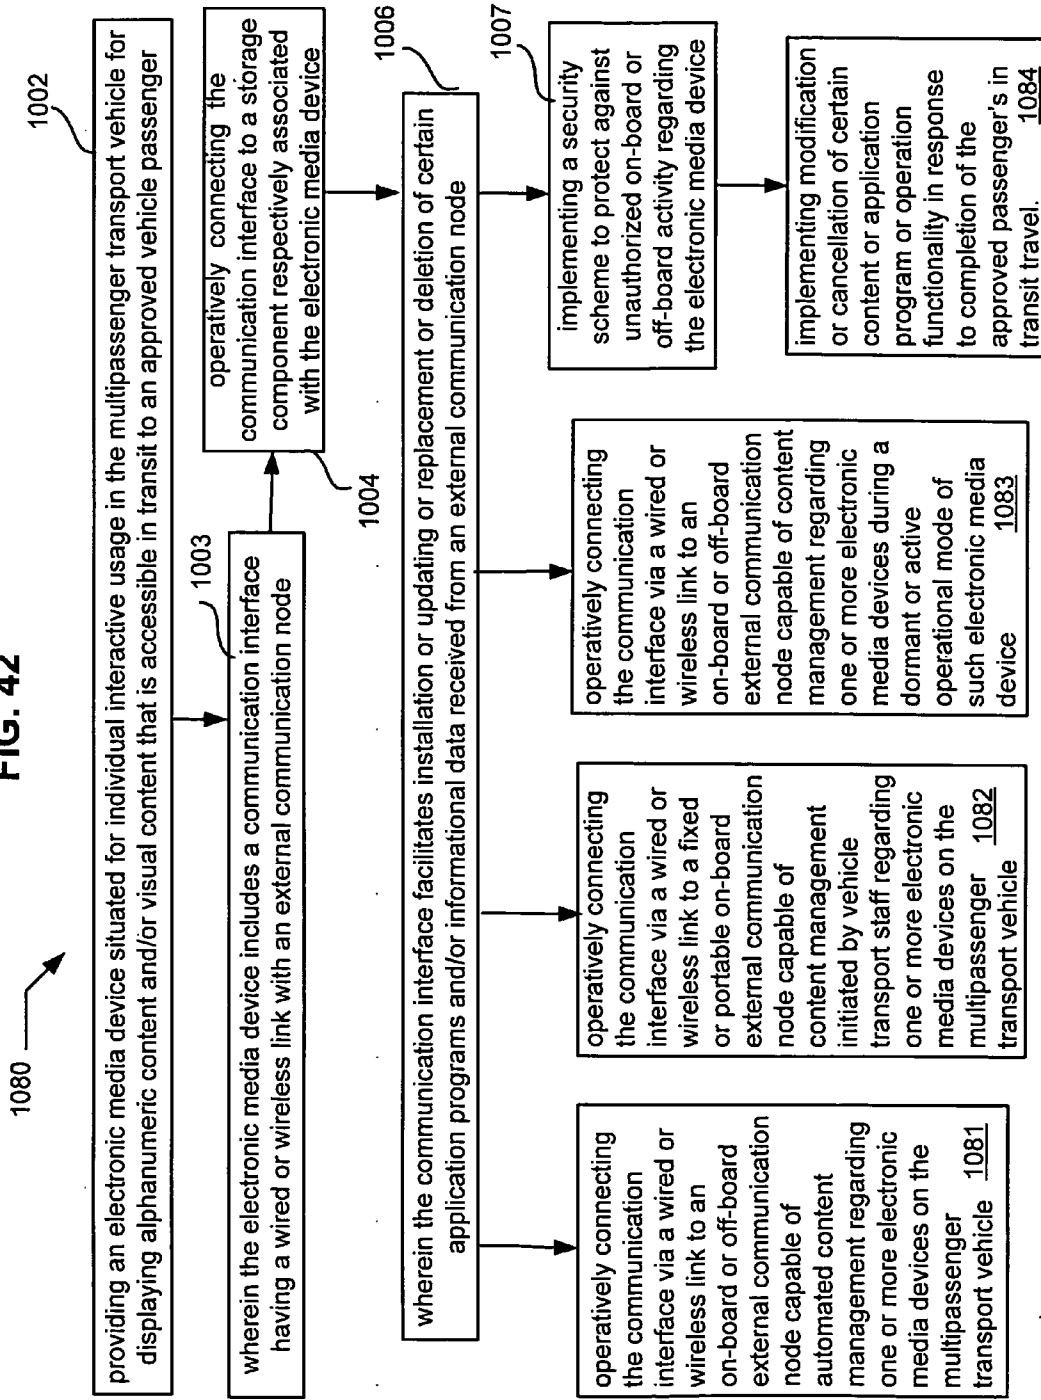 FIG. 42
1080
1002
providing an electronic media device situated for individual interactive usage in the multipassenger transport vehicle for
displaying alphanumeric content and/or visual content that is accessible in transit to an approved vehicle passenger
1003
wherein the electronic media device includes a communication interface
having a wired or wireless link with an external communication node
operatively connecting the
communication interface to a storage
component respectively associated
with the electronic media device
1004
1006
wherein the communication interface facilitates installation or updating or replacement or deletion of certain
application programs and/or informational data received from an external communication node
1007
operatively connecting
the communication
interface via a wired or
wireless link to an
on-board or off-board
external communication
node capable of
automated content
management regarding
one or more electronic
media devices on the
multipassenger
transport vehicle 1081
operatively connecting
the communication
interface via a wired or
wireless link to a fixed
or portable on-board
external communication
node capable of
content management
initiated by vehicle
transport staff regarding
one or more electronic
media devices on the
multipassenger 1082
transport vehicle
operatively connecting
the communication
interface via a wired or
wireless link to an
on-board or off-board
external communication
node capable of content
management regarding
one or more electronic
media devices during a
dormant or active
operational mode of
such electronic media
device 1083
implementing a security
scheme to protect against
unauthorized on-board or
off-board activity regarding
the electronic media device
implementing modification
or cancellation of certain
content or application
program or operation
functionality in response
to completion of the
approved passenger's in
transit travel. 1084